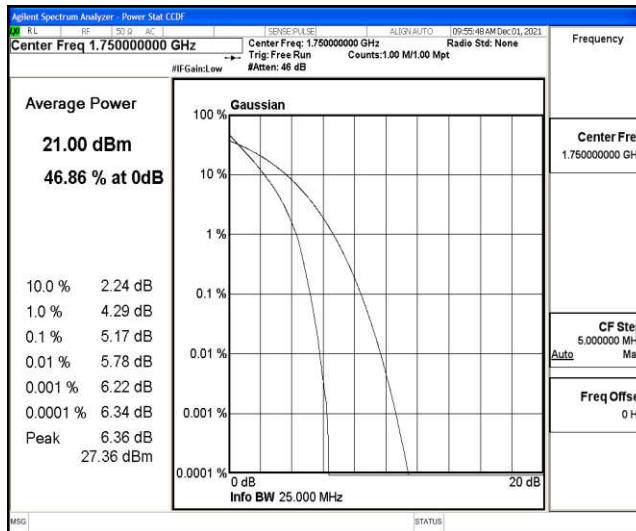 Agilent Spectrum Analyzer - Power Stat CCDF
RL RF 50 Ω AC SENSE:PULSE ALIGN AUTO 09:55:48 AM Dec 01, 2021
Center Freq 1.750000000 GHz
Center Freq: 1.750000000 GHz Radio Std: None
Trig: Free Run Counts:1.00 M/1.00 Mpt
#IFGain:Low #Atten: 46 dB
Frequency
Average Power
21.00 dBm
46.86 % at 0dB
10.0 % 2.24 dB
1.0 % 4.29 dB
0.1 % 5.17 dB
0.01 % 5.78 dB
0.001 % 6.22 dB
0.0001 % 6.34 dB
Peak 6.36 dB
27.36 dBm
Gaussian
100 %
10 %
1 %
0.1 %
0.01 %
0.001 %
0.0001 %
0 dB 20 dB
Info BW 25.000 MHz
Center Fre
1.750000000 GH
CF Ste
5.000000 MH
Auto Ma
Freq Offse
0 H
MSG STATUS